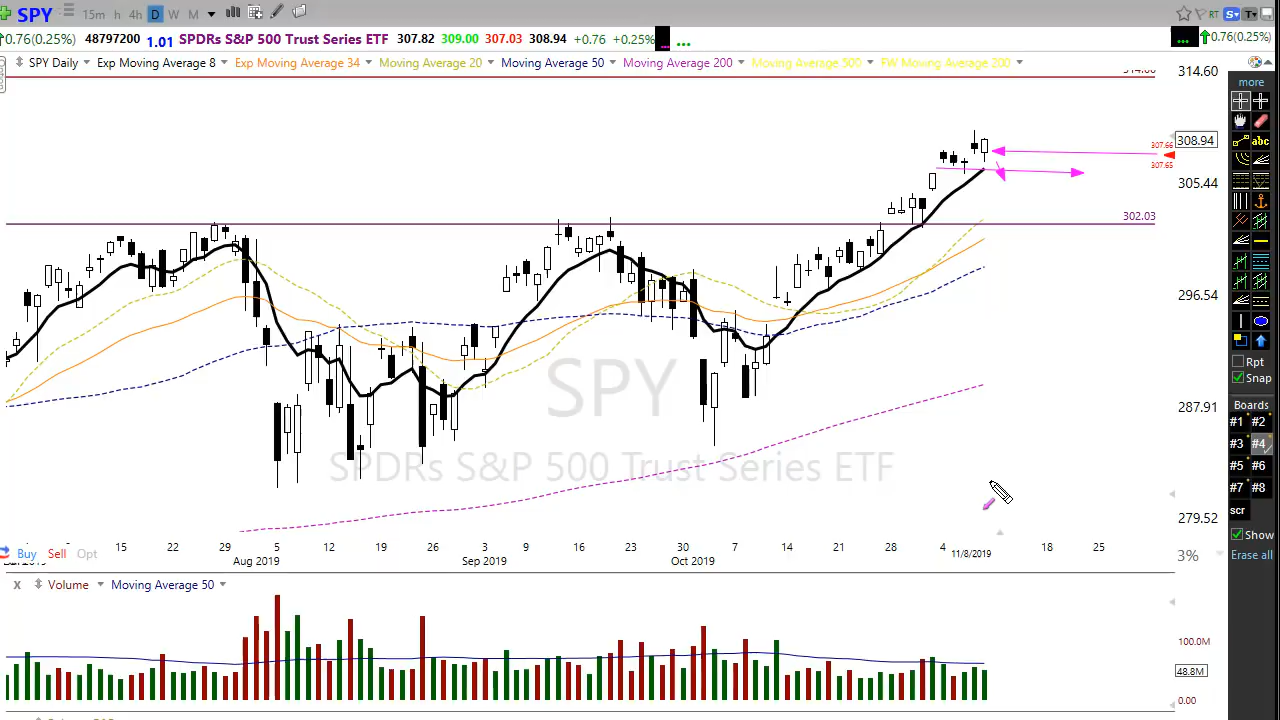 SPY 15m h 4h D W M RT S T
0.76(0.25%) 48797200 1.01 SPDRs S&P 500 Trust Series ETF 307.82 309.00 307.03 308.94 +0.76 +0.25% ... ... 0.76(0.25%)
SPY Daily Exp Moving Average 8 Exp Moving Average 34 Moving Average 20 Moving Average 50 Moving Average 200 Moving Average 500 FW Moving Average 200
314.60
more
abc
308.94
307.66
307.65
305.44
302.03
296.54
SPY
Rpt
Snap
287.91
Boards
#1 #2
#3 #4
SPDRs S&P 500 Trust Series ETF
#5 #6
#7 #8
scr
279.52
Show
15 22 29 5 12 19 26 3 9 16 23 30 7 14 21 28 4 11/8/2019 18 25
Buy Sell Opt
3%
Erase all
Aug 2019 Sep 2019 Oct 2019
X Volume Moving Average 50
100.0M
48.8M
0.00